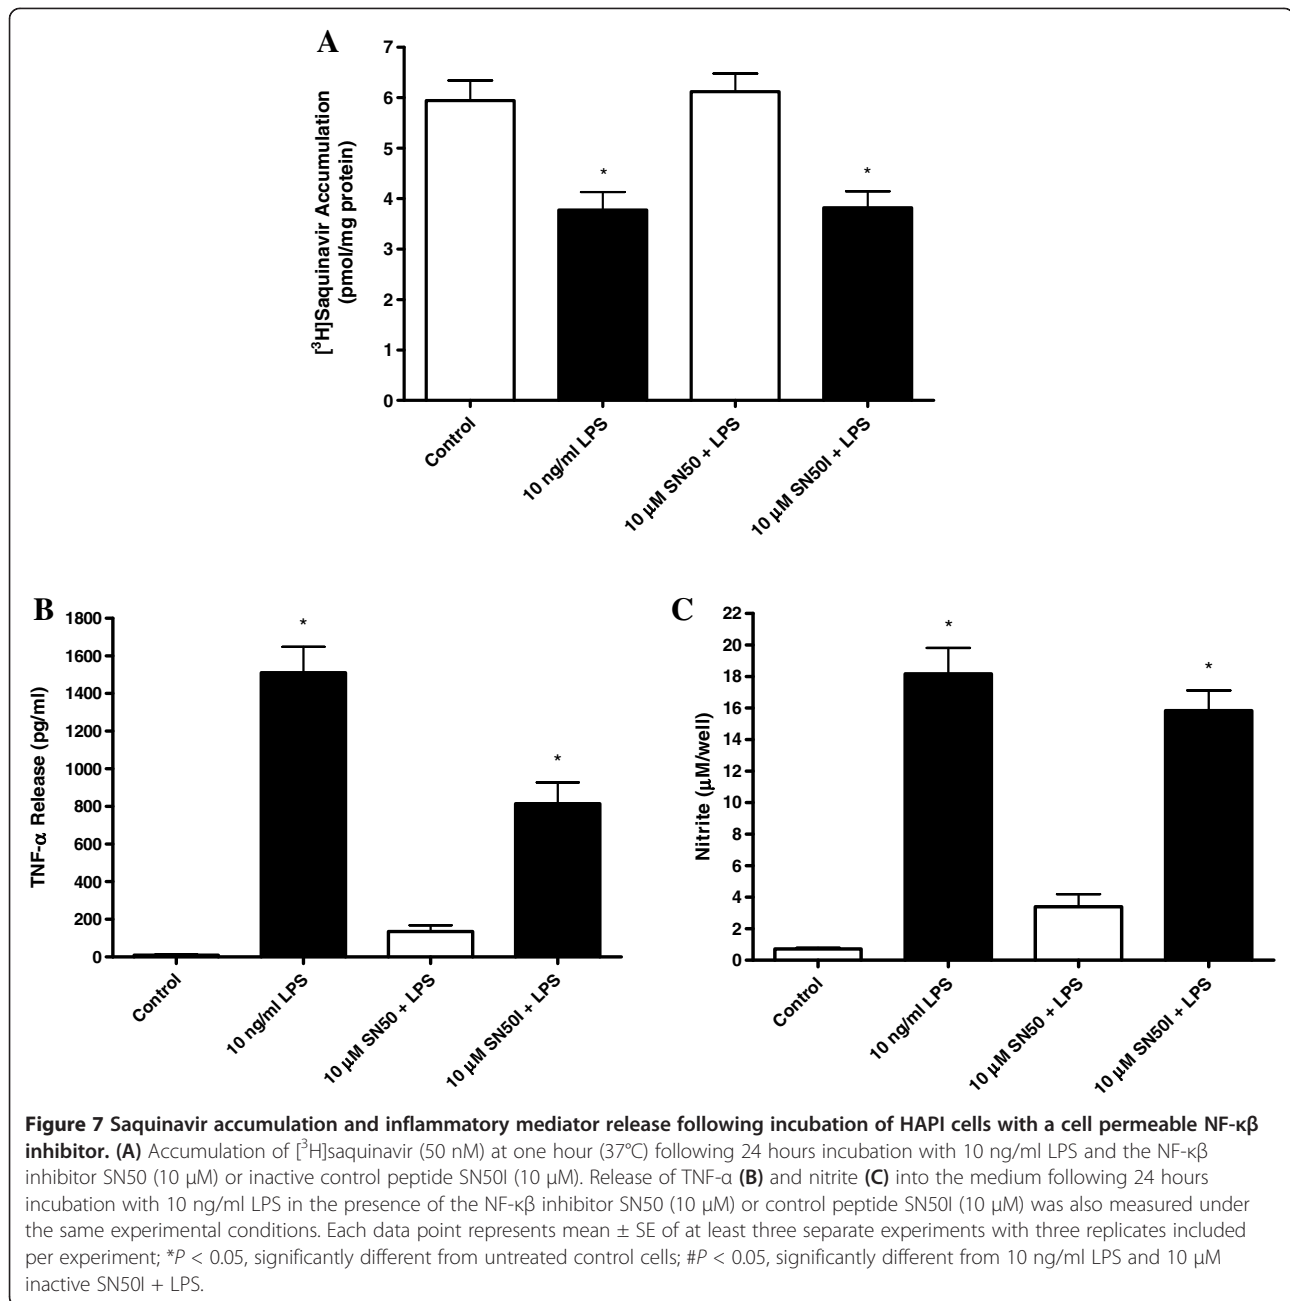 A
7
6
5
4
3
2
1
0
[³H]Saquinavir Accumulation
(pmol/mg protein)
*
*
Control
10 ng/ml LPS
10 μM SN50 + LPS
10 μM SN50I + LPS
B
1800
1600
1400
1200
1000
800
600
400
200
0
TNF-α Release (pg/ml)
*
*
Control
10 ng/ml LPS
10 μM SN50 + LPS
10 μM SN50I + LPS
C
22
20
18
16
14
12
10
8
6
4
2
0
Nitrite (μM/well)
*
*
Control
10 ng/ml LPS
10 μM SN50 + LPS
10 μM SN50I + LPS
Figure 7 Saquinavir accumulation and inflammatory mediator release following incubation of HAPI cells with a cell permeable NF-κβ
inhibitor. (A) Accumulation of [³H]saquinavir (50 nM) at one hour (37°C) following 24 hours incubation with 10 ng/ml LPS and the NF-κβ
inhibitor SN50 (10 μM) or inactive control peptide SN50I (10 μM). Release of TNF-α (B) and nitrite (C) into the medium following 24 hours
incubation with 10 ng/ml LPS in the presence of the NF-κβ inhibitor SN50 (10 μM) or control peptide SN50I (10 μM) was also measured under
the same experimental conditions. Each data point represents mean ± SE of at least three separate experiments with three replicates included
per experiment; *P < 0.05, significantly different from untreated control cells; #P < 0.05, significantly different from 10 ng/ml LPS and 10 μM
inactive SN50I + LPS.